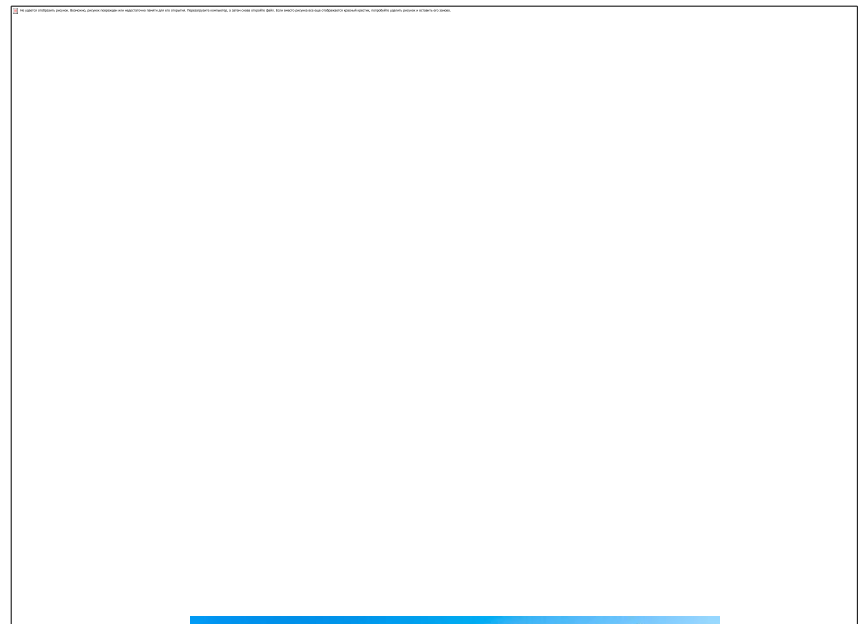 Не удается отобразить рисунок. Возможно, рисунок поврежден или недостаточно памяти для его открытия. Перезагрузите компьютер, а затем снова откройте файл. Если вместо рисунка все еще отображается красный крестик, попробуйте удалить рисунок и вставить его заново.